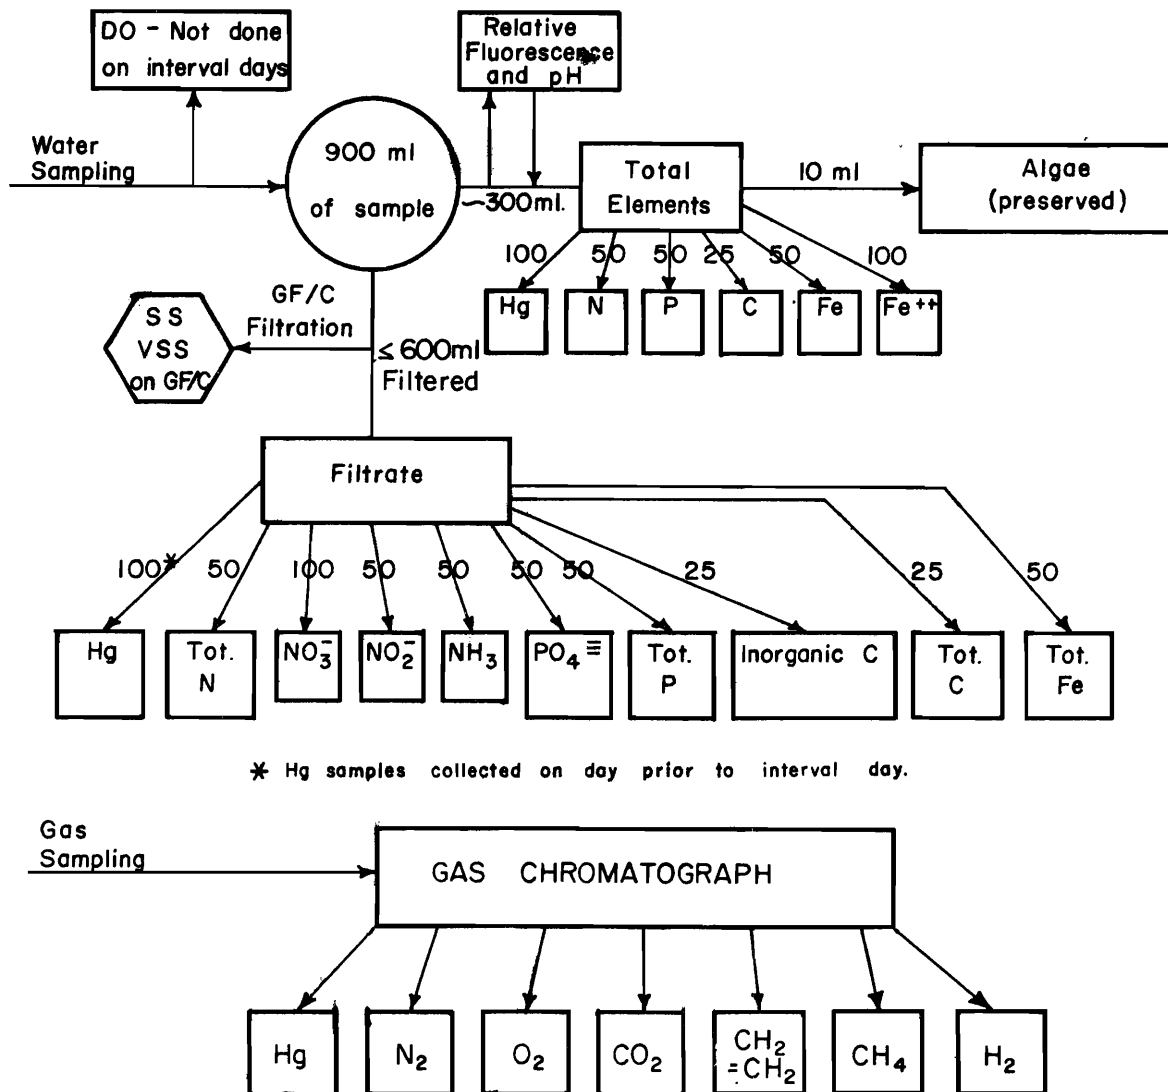 DO - Not done
on interval days
Relative
Fluorescence
and pH
Water
Sampling
900 ml
of sample
~300ml.
Total
Elements
10 ml
Algae
(preserved)
100 50 50 25 50 100
Hg N P C Fe Fe++
GF/C
Filtration
SS
VSS
on GF/C
≤600ml
Filtered
Filtrate
100* 50 100 50 50 50 50 25 25 50
Hg
Tot.
N
NO3-
NO2-
NH3
PO4≡
Tot.
P
Inorganic C
Tot.
C
Tot.
Fe
* Hg samples collected on day prior to interval day.
Gas
Sampling
GAS CHROMATOGRAPH
Hg
N2
O2
CO2
CH2
=CH2
CH4
H2